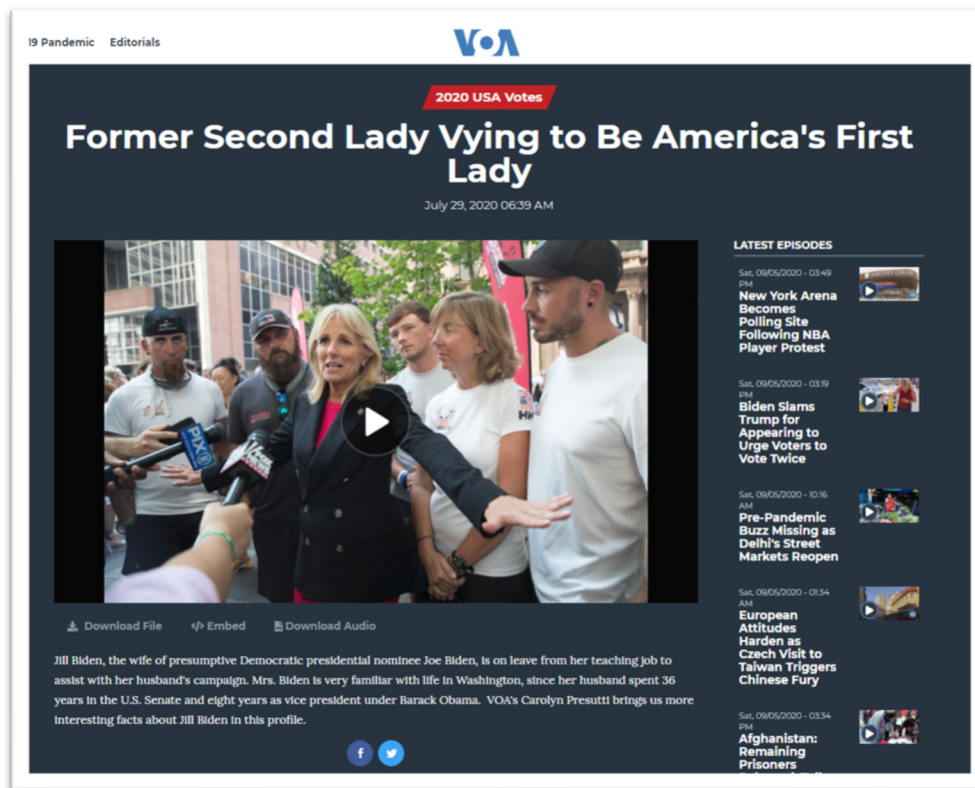 19 Pandemic Editorials
VOA
2020 USA Votes
Former Second Lady Vying to Be America's First
Lady
July 29, 2020 06:39 AM
PIX 11
Download File Embed Download Audio
Jill Biden, the wife of presumptive Democratic presidential nominee Joe Biden, is on leave from her teaching job to
assist with her husband's campaign. Mrs. Biden is very familiar with life in Washington, since her husband spent 36
years in the U.S. Senate and eight years as vice president under Barack Obama. VOA's Carolyn Presutti brings us more
interesting facts about Jill Biden in this profile.
LATEST EPISODES
Sat, 09/05/2020 - 03:49
PM
New York Arena
Becomes
Polling Site
Following NBA
Player Protest
Sat, 09/05/2020 - 03:19
PM
Biden Slams
Trump for
Appearing to
Urge Voters to
Vote Twice
Sat, 09/05/2020 - 10:16
AM
Pre-Pandemic
Buzz Missing as
Delhi's Street
Markets Reopen
Sat, 09/05/2020 - 01:34
AM
European
Attitudes
Harden as
Czech Visit to
Taiwan Triggers
Chinese Fury
Sat, 09/05/2020 - 03:34
PM
Afghanistan:
Remaining
Prisoners